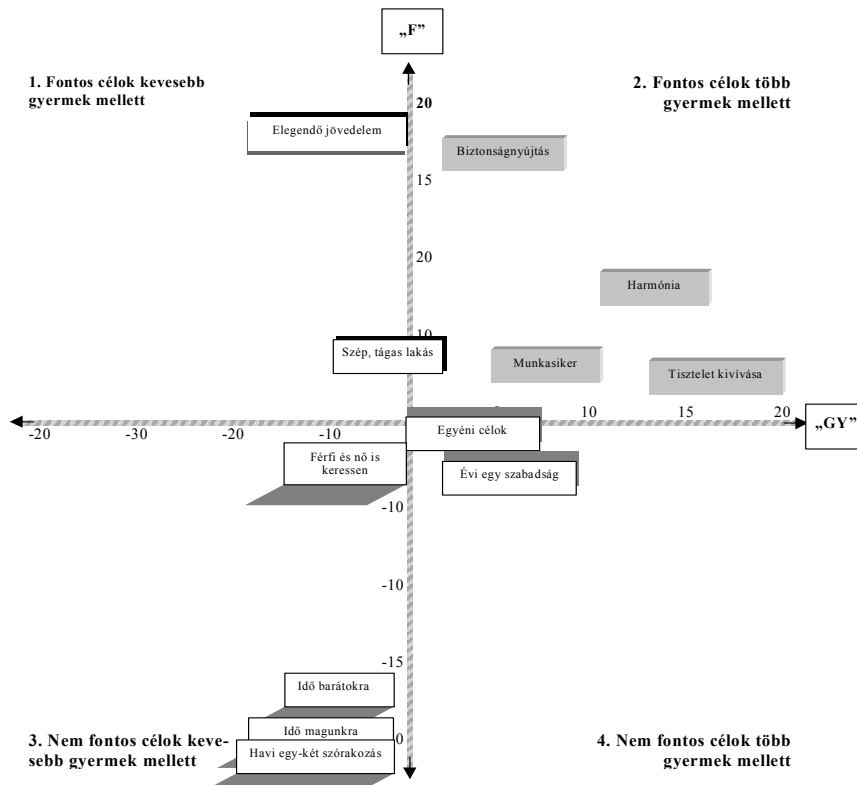 „F”
1. Fontos célok kevesebb
gyermek mellett
2. Fontos célok több
gyermek mellett
20
Elegendő jövedelem
Biztonságnyújtás
15
20
Harmónia
10
Szép, tágas lakás
Munkasiker
Tisztelet kivívása
-20
-30
-20
-10
10
15
20
„GY”
Egyéni célok
Férfi és nő is
keressen
Évi egy szabadság
-10
-10
-15
Idő barátokra
Idő magunkra
0
Havi egy-két szórakozás
3. Nem fontos célok keve-
sebb gyermek mellett
4. Nem fontos célok több
gyermek mellett